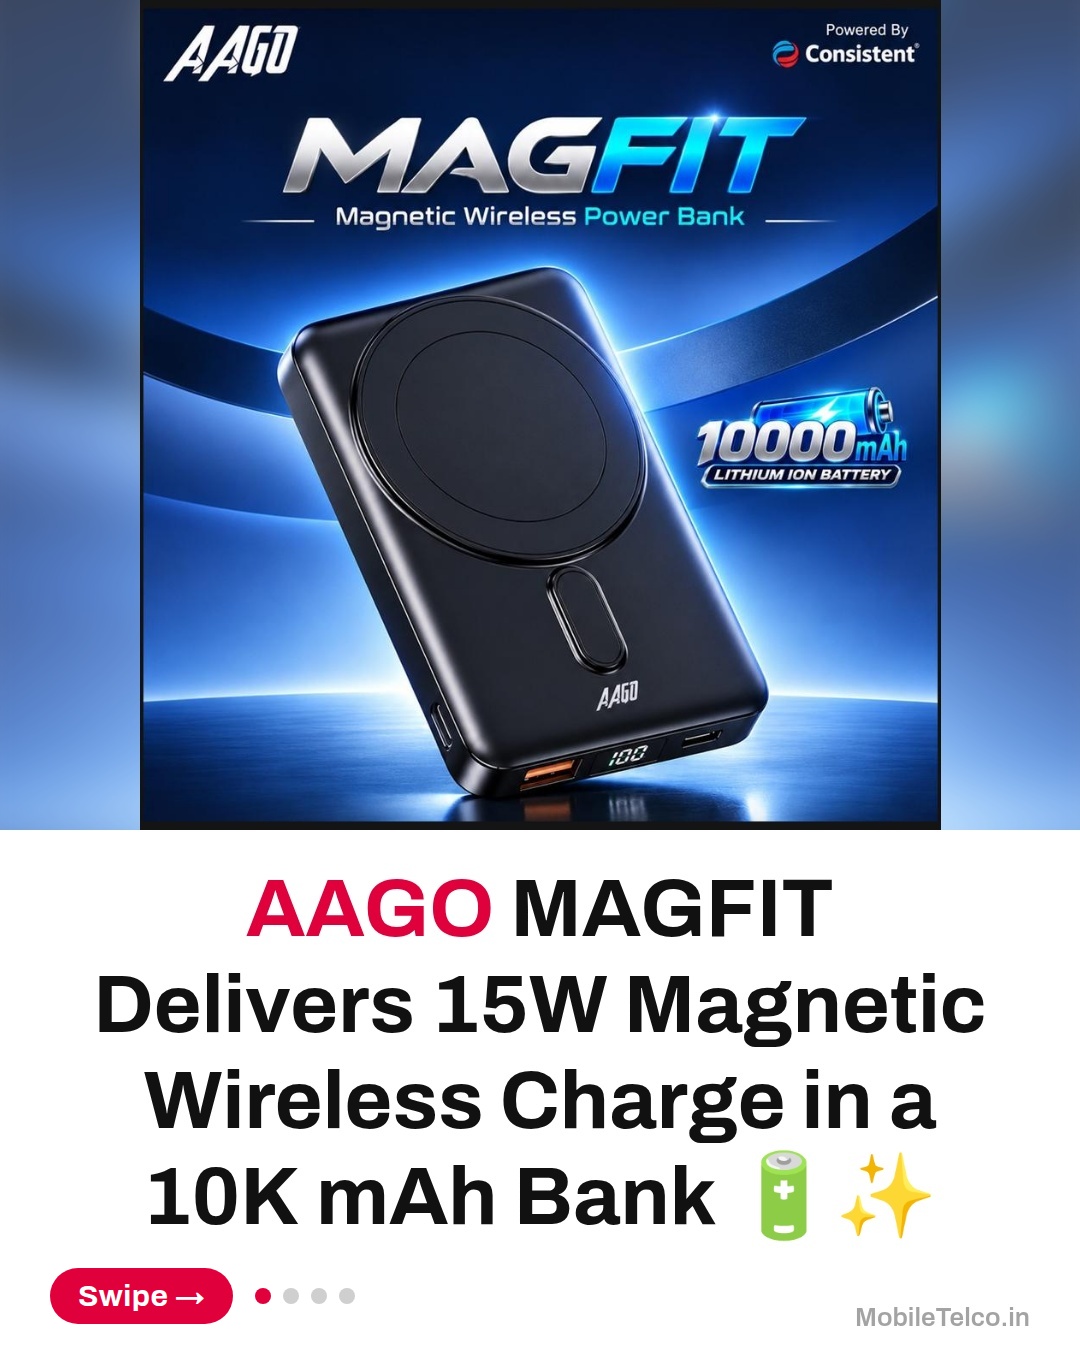 AAGO
Powered By
Consistent
MAGFIT
Magnetic Wireless Power Bank
10000mAh
LITHIUM ION BATTERY
AAGO
100
AAGO MAGFIT
Delivers 15W Magnetic
Wireless Charge in a
10K mAh Bank 🔋✨
Swipe →
MobileTelco.in